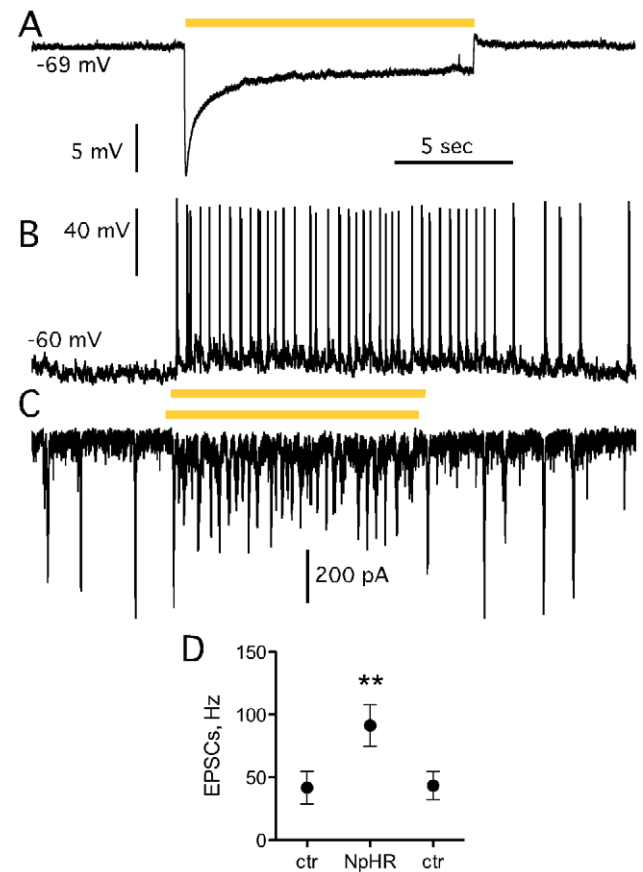 A
-69 mV
5 mV
5 sec
B
40 mV
-60 mV
C
200 pA
D
EPSCs, Hz
150
**
100
50
0
ctr NpHR ctr